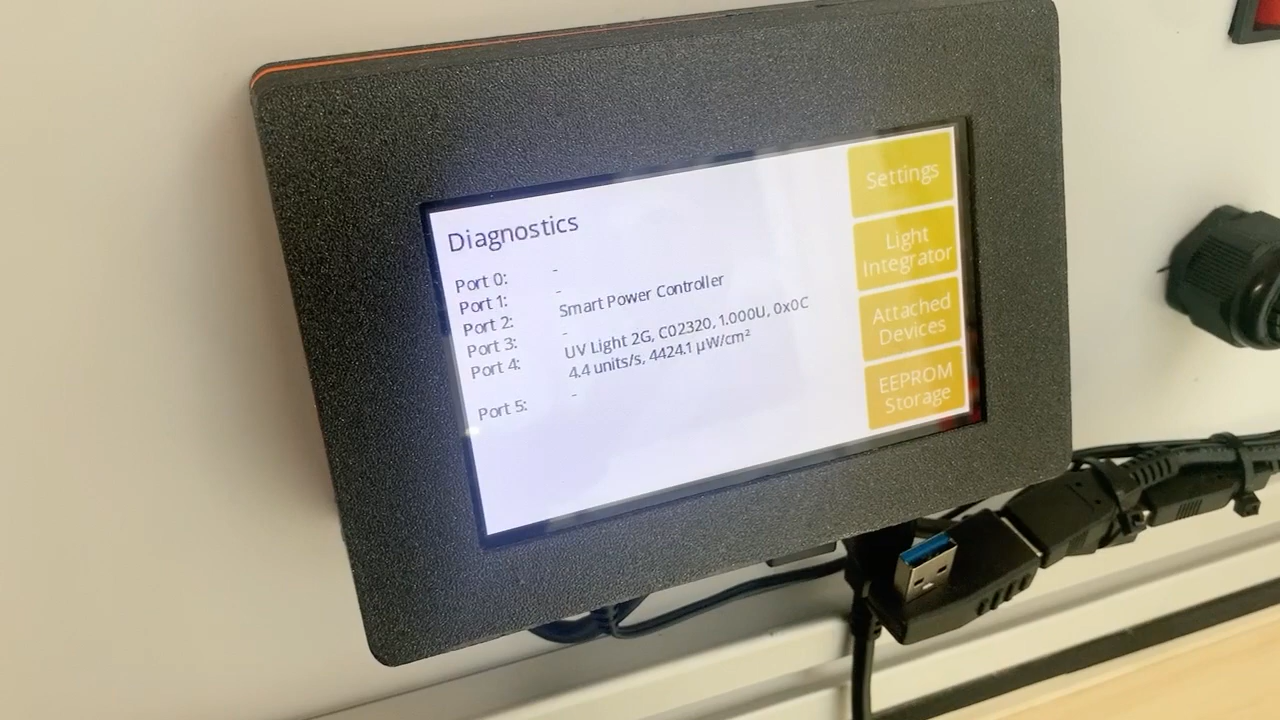 Diagnostics
Port 0: -
Port 1: -
Port 2: Smart Power Controller
Port 3: -
Port 4: UV Light 2G, C02320, 1.000U, 0x0C
4.4 units/s, 4424.1 µW/cm²
Port 5: -
Settings
Light
Integrator
Attached
Devices
EEPROM
Storage